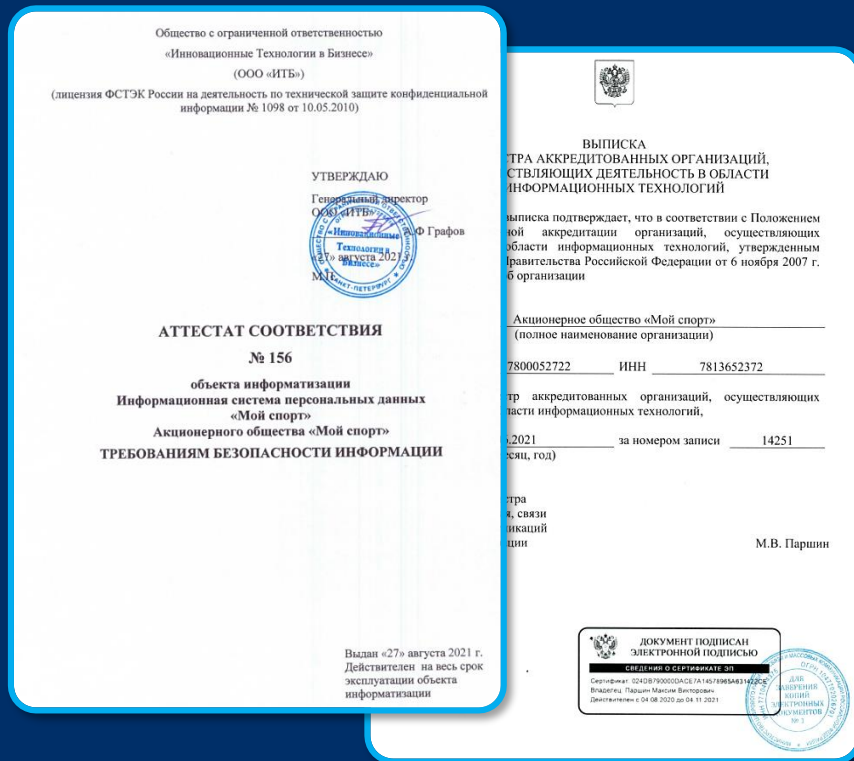 Общество с ограниченной ответственностью
«Инновационные Технологии в Бизнесе»
(ООО «ИТБ»)
(лицензия ФСТЭК России на деятельность по технической защите конфиденциальной
информации № 1098 от 10.05.2010)
УТВЕРЖДАЮ
Генеральный директор
ООО «ИТБ»
Графов
«27» августа 2021
М.П.
«Инновационные
Технологии в
Бизнесе»
АТТЕСТАТ СООТВЕТСТВИЯ
№ 156
объекта информатизации
Информационная система персональных данных
«Мой спорт»
Акционерного общества «Мой спорт»
ТРЕБОВАНИЯМ БЕЗОПАСНОСТИ ИНФОРМАЦИИ
Выдан «27» августа 2021 г.
Действителен на весь срок
эксплуатации объекта
информатизации
ВЫПИСКА
ТРА АККРЕДИТОВАННЫХ ОРГАНИЗАЦИЙ,
СТВЛЯЮЩИХ ДЕЯТЕЛЬНОСТЬ В ОБЛАСТИ
ИНФОРМАЦИОННЫХ ТЕХНОЛОГИЙ
выписка подтверждает, что в соответствии с Положением
ной аккредитации организаций, осуществляющих
области информационных технологий, утвержденным
Правительства Российской Федерации от 6 ноября 2007 г.
б организации
Акционерное общество «Мой спорт»
(полное наименование организации)
7800052722 ИНН 7813652372
тр аккредитованных организаций, осуществляющих
ласти информационных технологий,
.2021 за номером записи 14251
есяц, год)
стра
я, связи
икаций
ции
М.В. Паршин
ДОКУМЕНТ ПОДПИСАН
ЭЛЕКТРОННОЙ ПОДПИСЬЮ
СВЕДЕНИЯ О СЕРТИФИКАТЕ ЭП
Сертификат
Владелец Паршин Максим Викторович
Действителен с 04 08 2020 до 04 11 2021
ДЛЯ
ЗАВЕРЕНИЯ
КОПИЙ
ЭЛЕКТРОННЫХ
ДОКУМЕНТОВ
№ 1